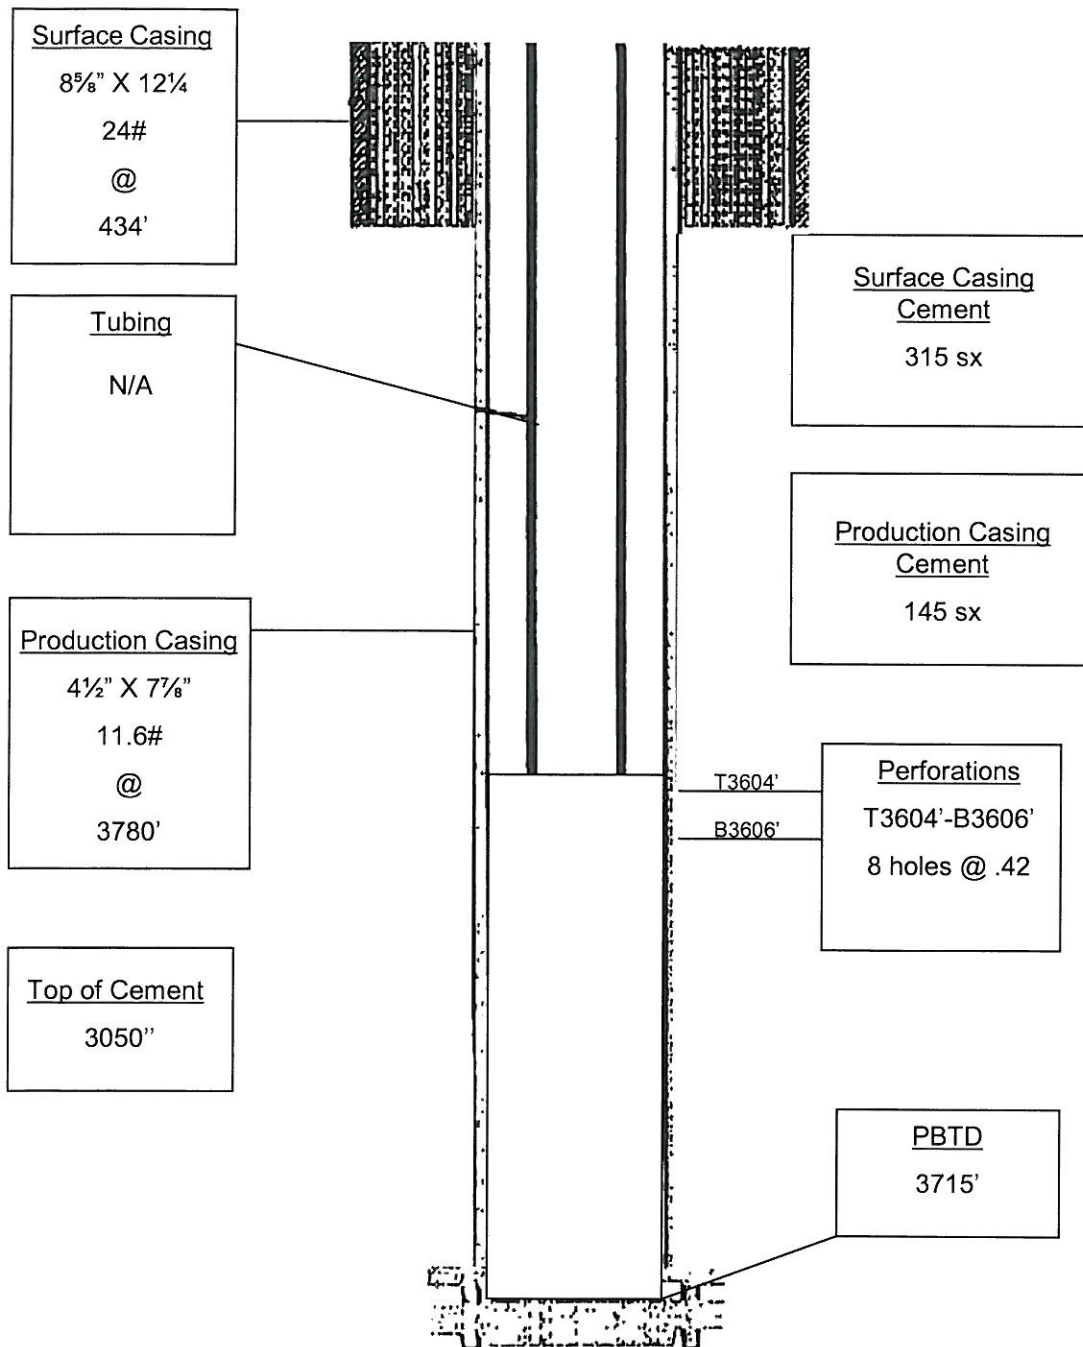 Surface Casing
8⅝” X 12¼
24#
@
434’
Tubing
N/A
Surface Casing
Cement
315 sx
Production Casing
Cement
145 sx
Production Casing
4½” X 7⅞”
11.6#
@
3780’
T3604’
B3606’
Perforations
T3604’-B3606’
8 holes @ .42
Top of Cement
3050’’
PBTD
3715’